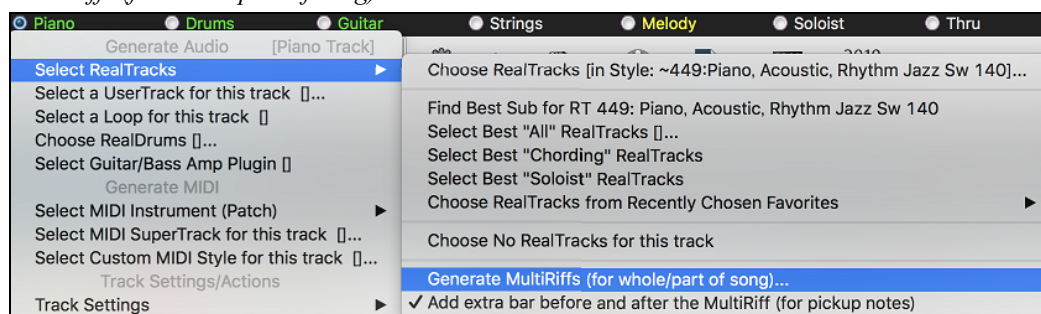 Piano Drums Guitar Strings Melody Soloist Thru
Generate Audio [Piano Track]
Select RealTracks
Select a UserTrack for this track []...
Select a Loop for this track []
Choose RealDrums []...
Select Guitar/Bass Amp Plugin []
Generate MIDI
Select MIDI Instrument (Patch)
Select MIDI SuperTrack for this track []...
Select Custom MIDI Style for this track []...
Track Settings/Actions
Track Settings
Choose RealTracks [in Style: ~449:Piano, Acoustic, Rhythm Jazz Sw 140]...
Find Best Sub for RT 449: Piano, Acoustic, Rhythm Jazz Sw 140
Select Best "All" RealTracks []...
Select Best "Chording" RealTracks
Select Best "Soloist" RealTracks
Choose RealTracks from Recently Chosen Favorites
Choose No RealTracks for this track
Generate MultiRiffs (for whole/part of song)...
✓ Add extra bar before and after the MultiRiff (for pickup notes)